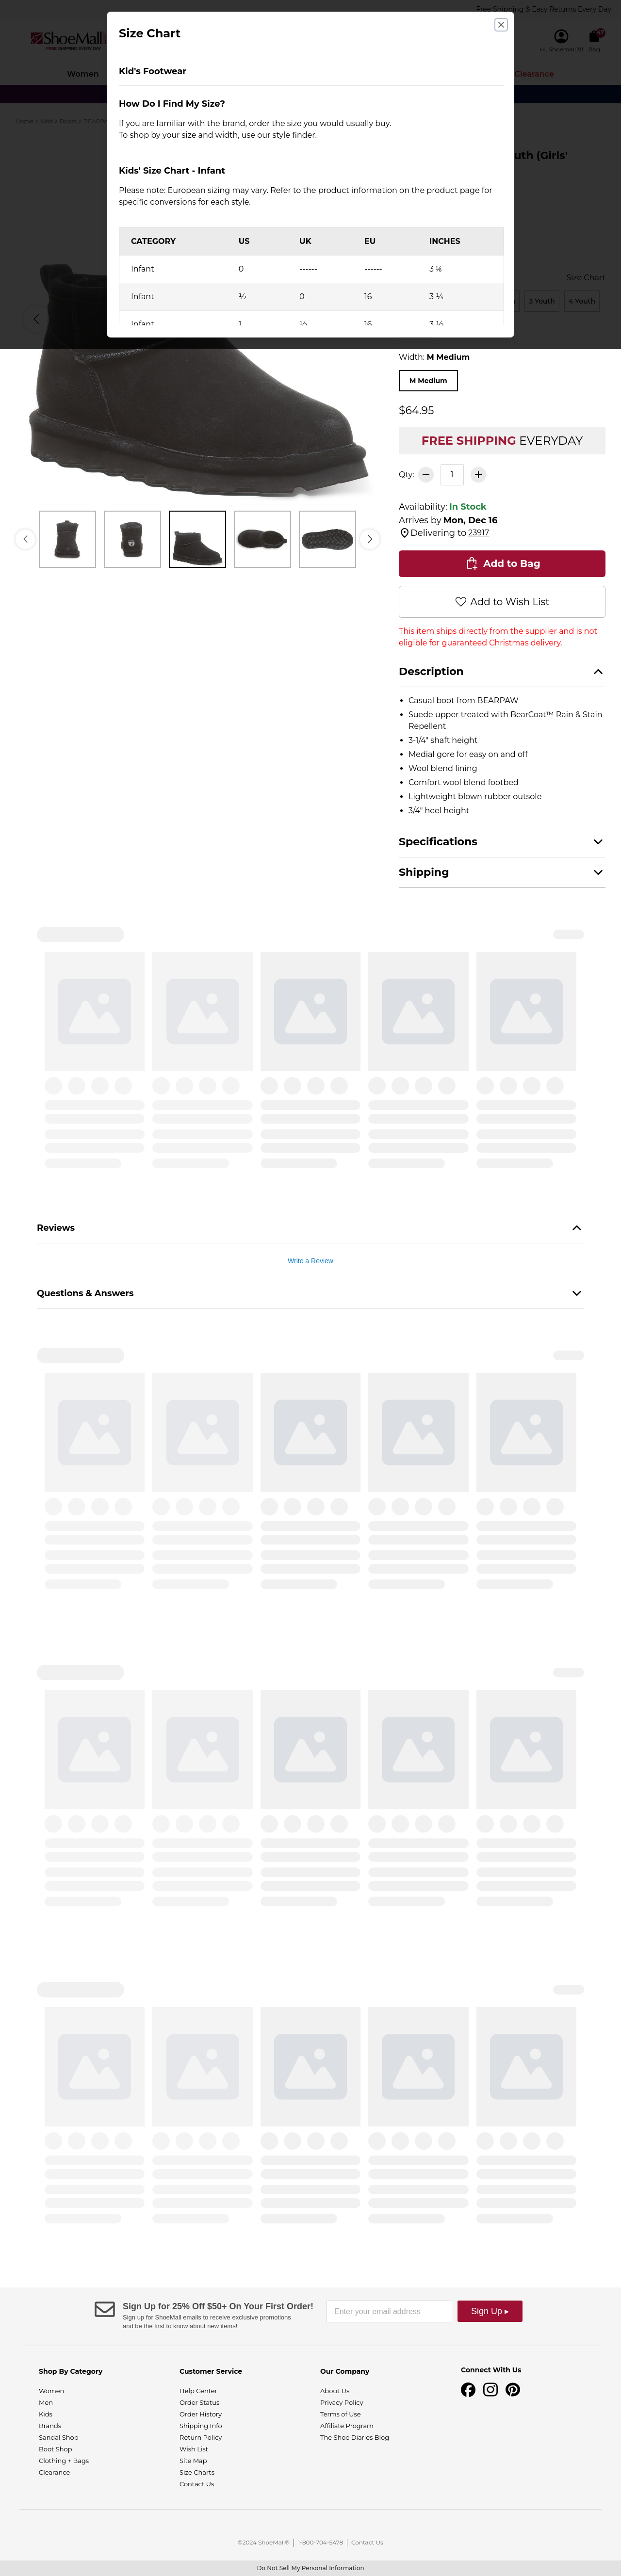 Free Shipping & Easy Returns Every Day
ShoeMall
FREE SHIPPING EVERY DAY
Hi, Shoemall!
Bag
Women
Clearance
Home > Kids > Boots >
Youth (Girls'
Size Chart
3 Youth
4 Youth
Size Chart
Kid's Footwear
How Do I Find My Size?
If you are familiar with the brand, order the size you would usually buy.
To shop by your size and width, use our style finder.
Kids' Size Chart - Infant
Please note: European sizing may vary. Refer to the product information on the product page for
specific conversions for each style.
CATEGORY US UK EU INCHES
Infant 0 ------ ------ 3 ⅛
Infant ½ 0 16 3 ¼
Infant 1 ½ 16 3 ½
Width: M Medium
M Medium
$64.95
FREE SHIPPING EVERYDAY
Qty: 1
Availability: In Stock
Arrives by Mon, Dec 16
Delivering to 23917
Add to Bag
Add to Wish List
This item ships directly from the supplier and is not
eligible for guaranteed Christmas delivery.
Description
• Casual boot from BEARPAW
• Suede upper treated with BearCoat™ Rain & Stain
Repellent
• 3-1/4" shaft height
• Medial gore for easy on and off
• Wool blend lining
• Comfort wool blend footbed
• Lightweight blown rubber outsole
• 3/4" heel height
Specifications
Shipping
Reviews
Write a Review
Questions & Answers
Sign Up for 25% Off $50+ On Your First Order!
Sign up for ShoeMall emails to receive exclusive promotions
and be the first to know about new items!
Enter your email address
Sign Up ▸
Shop By Category
Women
Men
Kids
Brands
Sandal Shop
Boot Shop
Clothing + Bags
Clearance
Customer Service
Help Center
Order Status
Order History
Shipping Info
Return Policy
Wish List
Site Map
Size Charts
Contact Us
Our Company
About Us
Privacy Policy
Terms of Use
Affiliate Program
The Shoe Diaries Blog
Connect With Us
©2024 ShoeMall® | 1-800-704-5478 | Contact Us
Do Not Sell My Personal Information